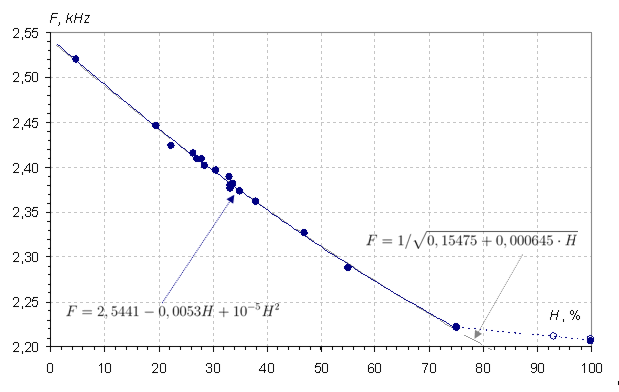 F, kHz
2,55
2,50
2,45
2,40
2,35
2,30
2,25
2,20
F = 1/√0,15475 + 0,000645 · H
F = 2,5441 − 0,0053H + 10⁻⁵H²
H, %
0 10 20 30 40 50 60 70 80 90 100